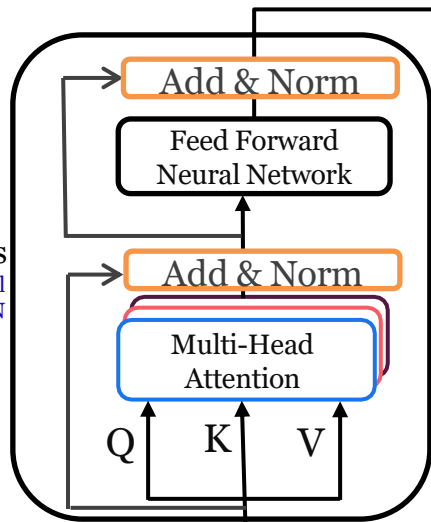 Add & Norm
Feed Forward
Neural Network
s
l
N
Add & Norm
Multi-Head
Attention
Q K V